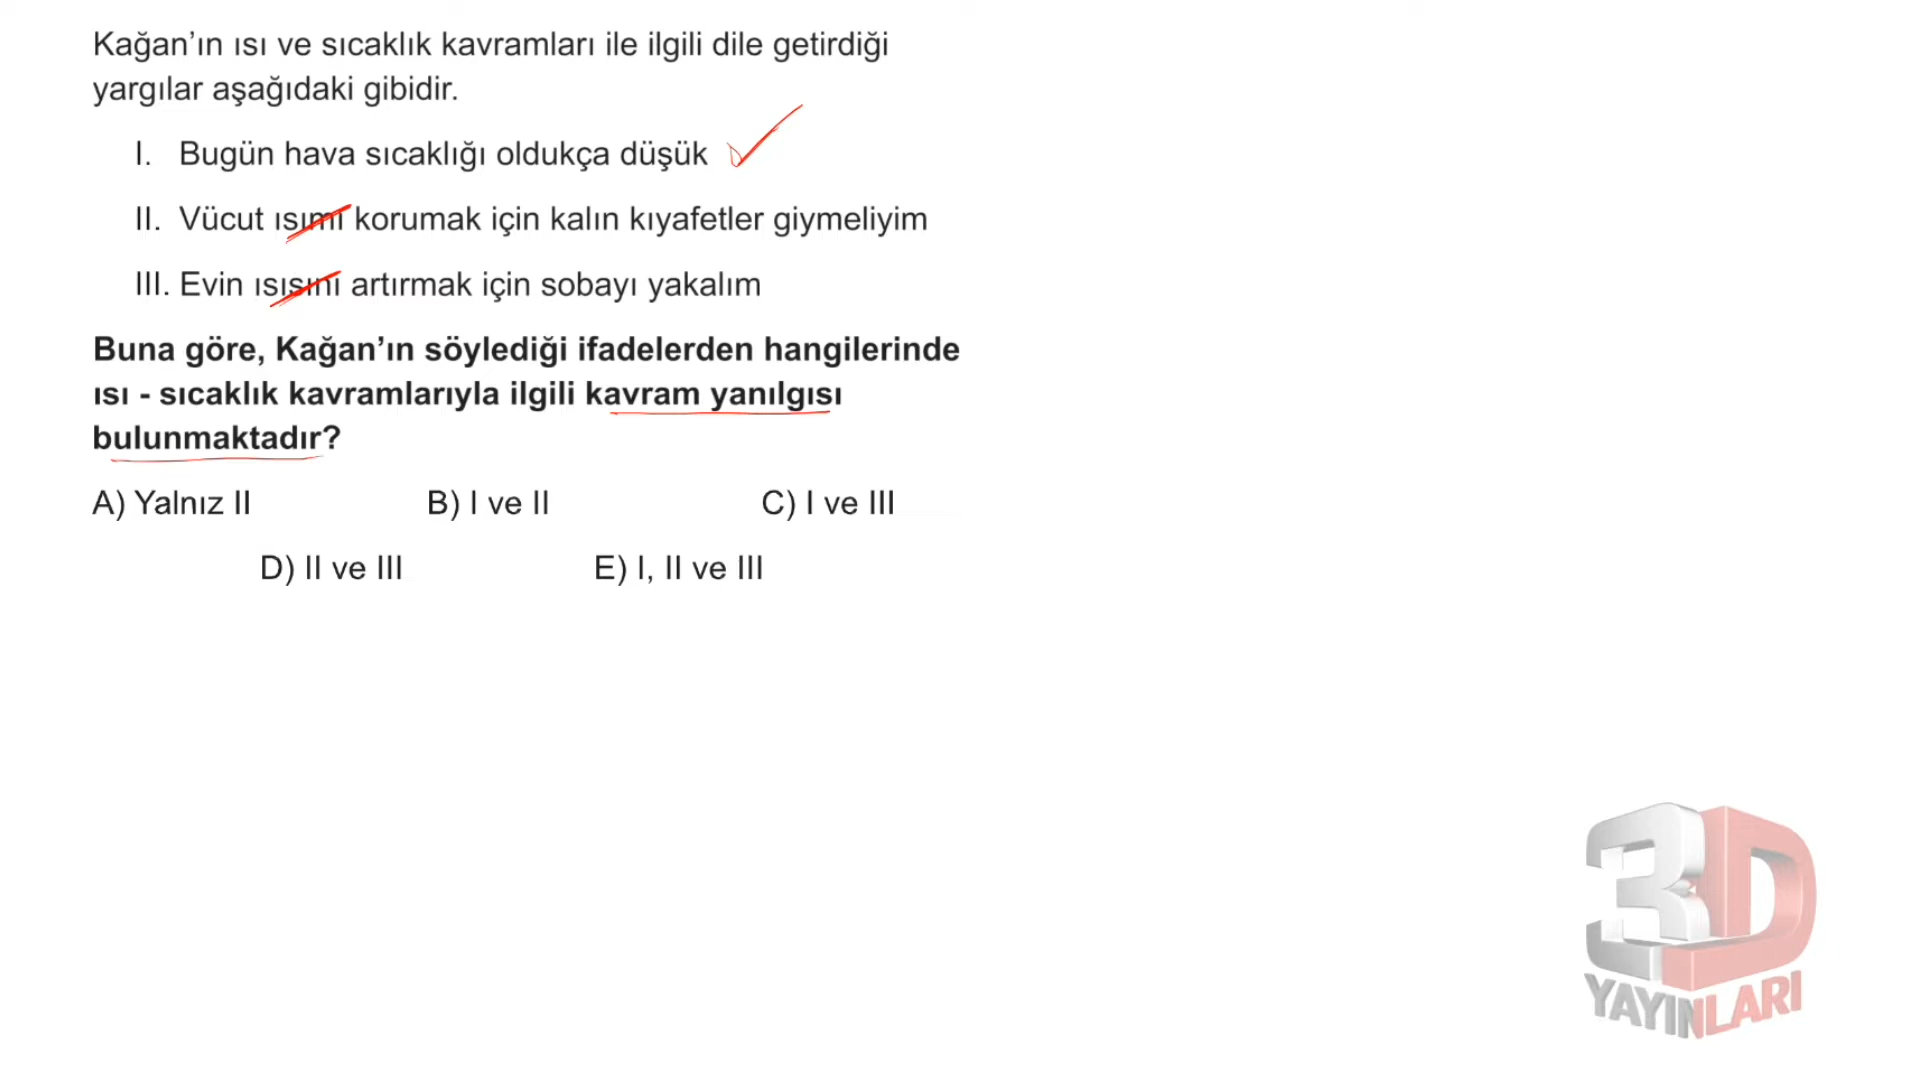 Kağan’ın ısı ve sıcaklık kavramları ile ilgili dile getirdiği
yargılar aşağıdaki gibidir.
I. Bugün hava sıcaklığı oldukça düşük
II. Vücut ısımı korumak için kalın kıyafetler giymeliyim
III. Evin ısısını artırmak için sobayı yakalım
Buna göre, Kağan’ın söylediği ifadelerden hangilerinde
ısı - sıcaklık kavramlarıyla ilgili kavram yanılgısı
bulunmaktadır?
A) Yalnız II B) I ve II C) I ve III
D) II ve III E) I, II ve III
3D
YAYINLARI